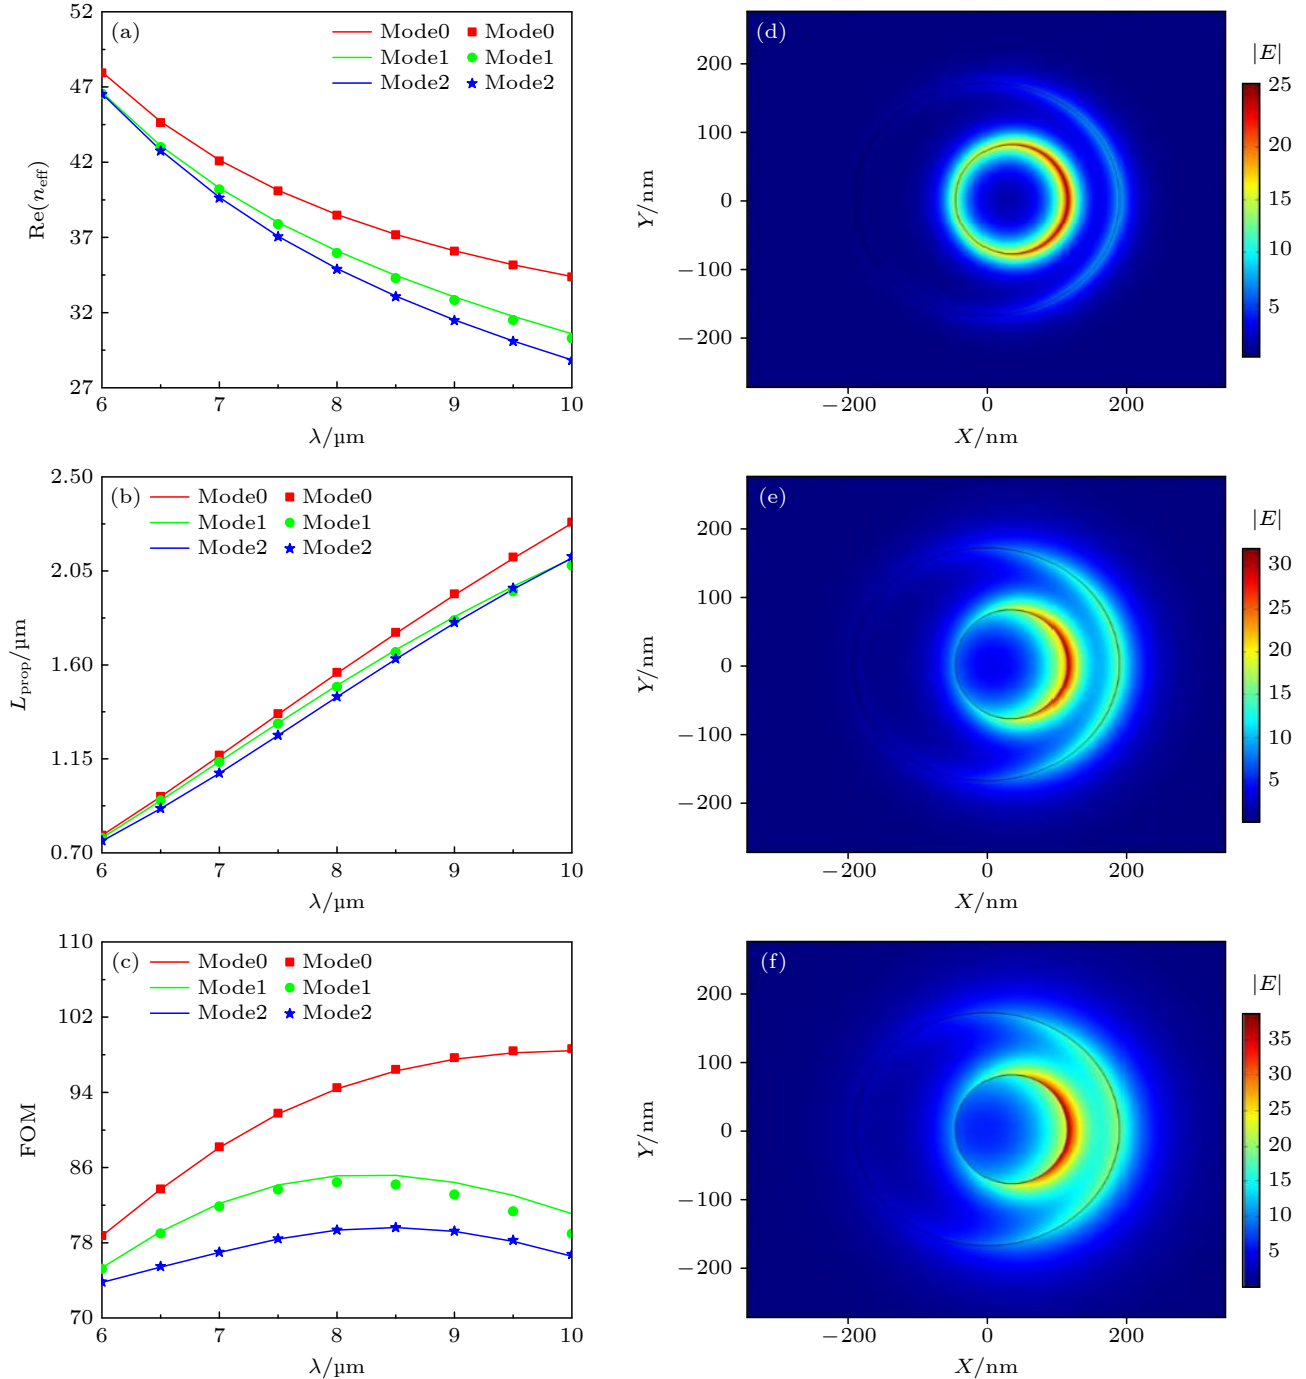 (a)
Mode0 Mode0
Mode1 Mode1
Mode2 Mode2
52
47
42
37
32
27
Re(neff)
6 7 8 9 10
λ/µm
(d)
200
100
0
−100
−200
Y/nm
−200 0 200
X/nm
|E|
25
20
15
10
5
(b)
Mode0 Mode0
Mode1 Mode1
Mode2 Mode2
2.50
2.05
1.60
1.15
0.70
Lprop/µm
6 7 8 9 10
λ/µm
(e)
200
100
0
−100
−200
Y/nm
−200 0 200
X/nm
|E|
30
25
20
15
10
5
(c)
Mode0 Mode0
Mode1 Mode1
Mode2 Mode2
110
102
94
86
78
70
FOM
6 7 8 9 10
λ/µm
(f)
200
100
0
−100
−200
Y/nm
−200 0 200
X/nm
|E|
35
30
25
20
15
10
5